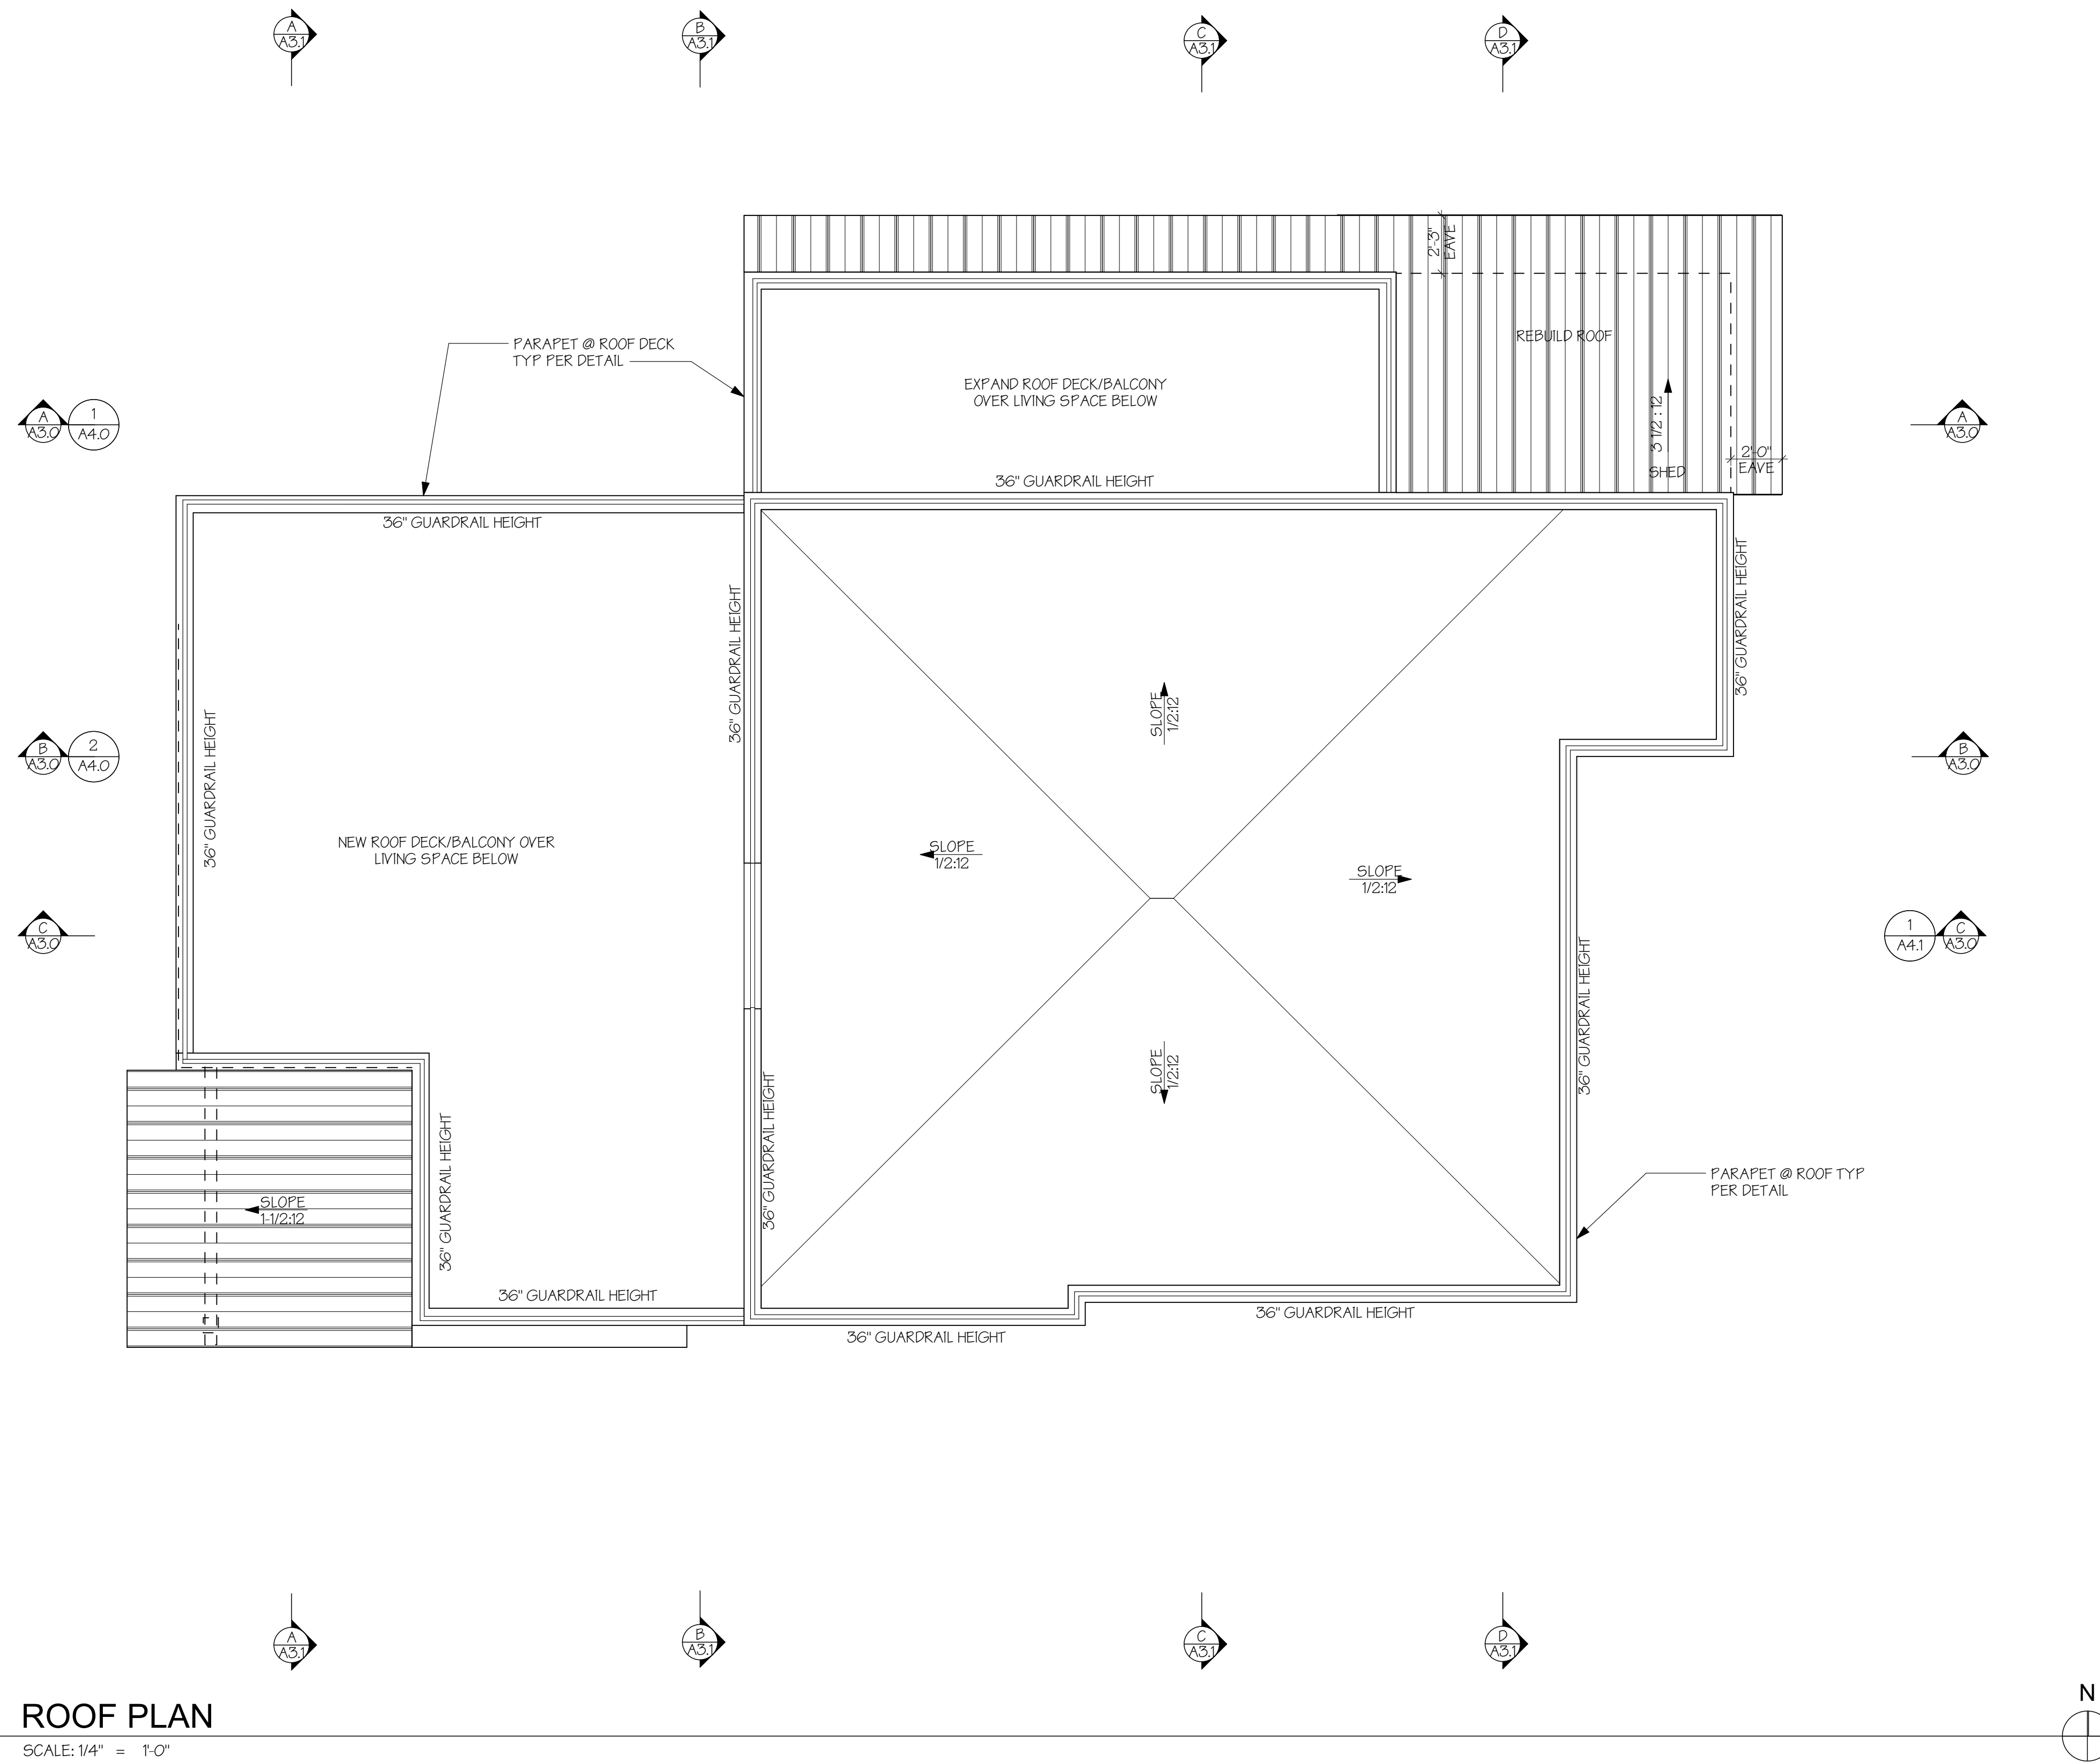 A
A3.1
B
A3.1
C
A3.1
D
A3.1
2'-3"
EAVE
REBUILD ROOF
PARAPET @ ROOF DECK
TYP PER DETAIL
EXPAND ROOF DECK/BALCONY
OVER LIVING SPACE BELOW
3 1/2 : 12
SHED
2'-0"
EAVE
A
A3.0
1
A4.0
A
A3.0
36" GUARDRAIL HEIGHT
36" GUARDRAIL HEIGHT
36" GUARDRAIL HEIGHT
36" GUARDRAIL HEIGHT
36" GUARDRAIL HEIGHT
SLOPE
1/2:12
B
A3.0
2
A4.0
B
A3.0
NEW ROOF DECK/BALCONY OVER
LIVING SPACE BELOW
SLOPE
1/2:12
SLOPE
1/2:12
C
A3.0
1
A4.1
C
A3.0
36" GUARDRAIL HEIGHT
SLOPE
1/2:12
36" GUARDRAIL HEIGHT
36" GUARDRAIL HEIGHT
PARAPET @ ROOF TYP
PER DETAIL
SLOPE
1-1/2:12
36" GUARDRAIL HEIGHT
36" GUARDRAIL HEIGHT
36" GUARDRAIL HEIGHT
A
A3.1
B
A3.1
C
A3.1
D
A3.1
ROOF PLAN
N
SCALE: 1/4" = 1'-0"